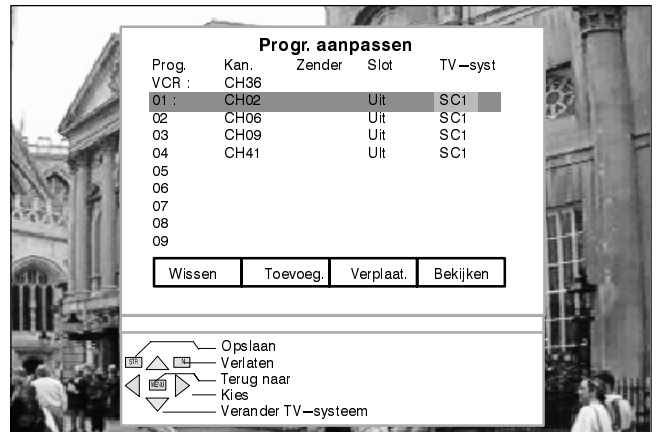 Progr. aanpassen
Prog. Kan. Zender Slot TV–syst
VCR : CH36
01 : CH02 Uit SC1
02 CH06 Uit SC1
03 CH09 Uit SC1
04 CH41 UIt SC1
05
06
07
08
09
Wissen Toevoeg. Verplaat. Bekijken
Opslaan
STR N Verlaten
MENU Terug naar
Kies
Verander TV–systeem